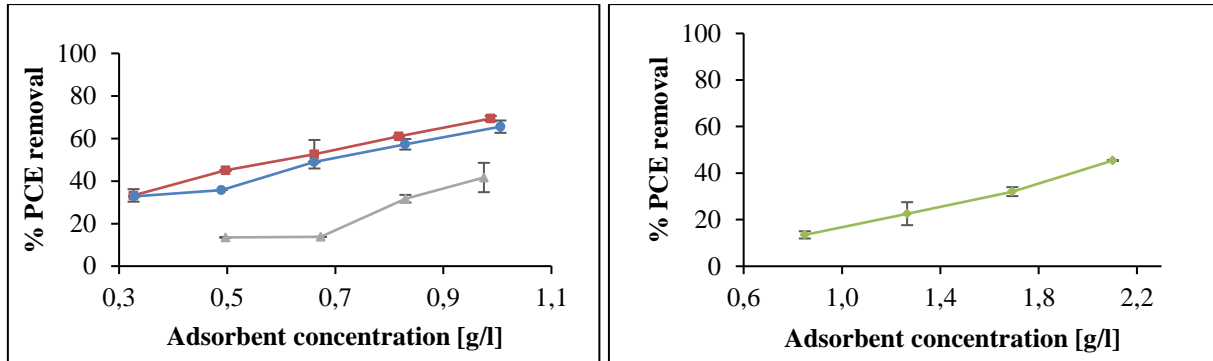 % PCE removal
100
80
60
40
20
0
0,3 0,5 0,7 0,9 1,1
Adsorbent concentration [g/l]
% PCE removal
100
80
60
40
20
0
0,6 1,0 1,4 1,8 2,2
Adsorbent concentration [g/l]